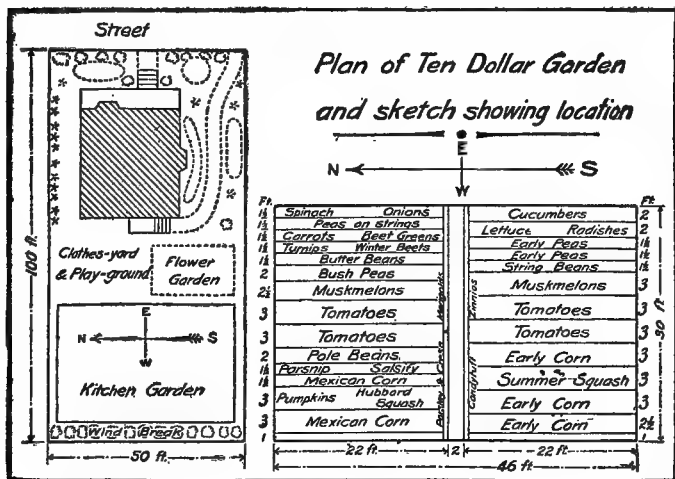 Street
Plan of Ten Dollar Garden
and sketch showing location
E
N S
W
100 ft.
Clothes-yard
& Play-ground
Flower
Garden
E
N S
W
Kitchen Garden
Wind Break
50 ft.
Ft.
1½ Spinach Onions
1½ Peas on strings
1½ Carrots Beet Greens
1½ Turnips Winter Beets
1½ Butter Beans
2 Bush Peas
2½ Muskmelons
3 Tomatoes
3 Tomatoes
2 Pole Beans
1½ Parsnip Salsify
1½ Mexican Corn
3 Pumpkins Hubbard
Squash
3 Mexican Corn
1
Marigolds
Parsley & Cress
Zinnias
Candytuft
Ft.
Cucumbers 2
Lettuce Radishes 2
Early Peas 1½
Early Peas 1½
String Beans 1½
Muskmelons 3
Tomatoes 3
Tomatoes 3
Early Corn 3
Summer-Squash 3
Early Corn 3
Early Corn 2½
1
30 ft
22 ft. 2 22 ft.
46 ft.